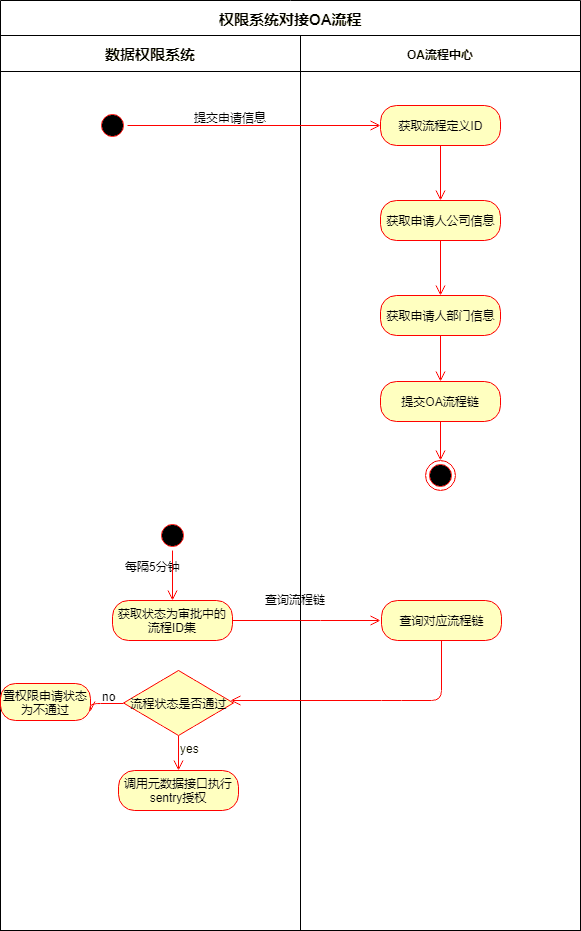 权限系统对接OA流程
数据权限系统
OA流程中心
提交申请信息
获取流程定义ID
获取申请人公司信息
获取申请人部门信息
提交OA流程链
每隔5分钟
获取状态为审批中的
流程ID集
查询流程链
查询对应流程链
置权限申请状态
为不通过
no
流程状态是否通过
yes
调用元数据接口执行
sentry授权